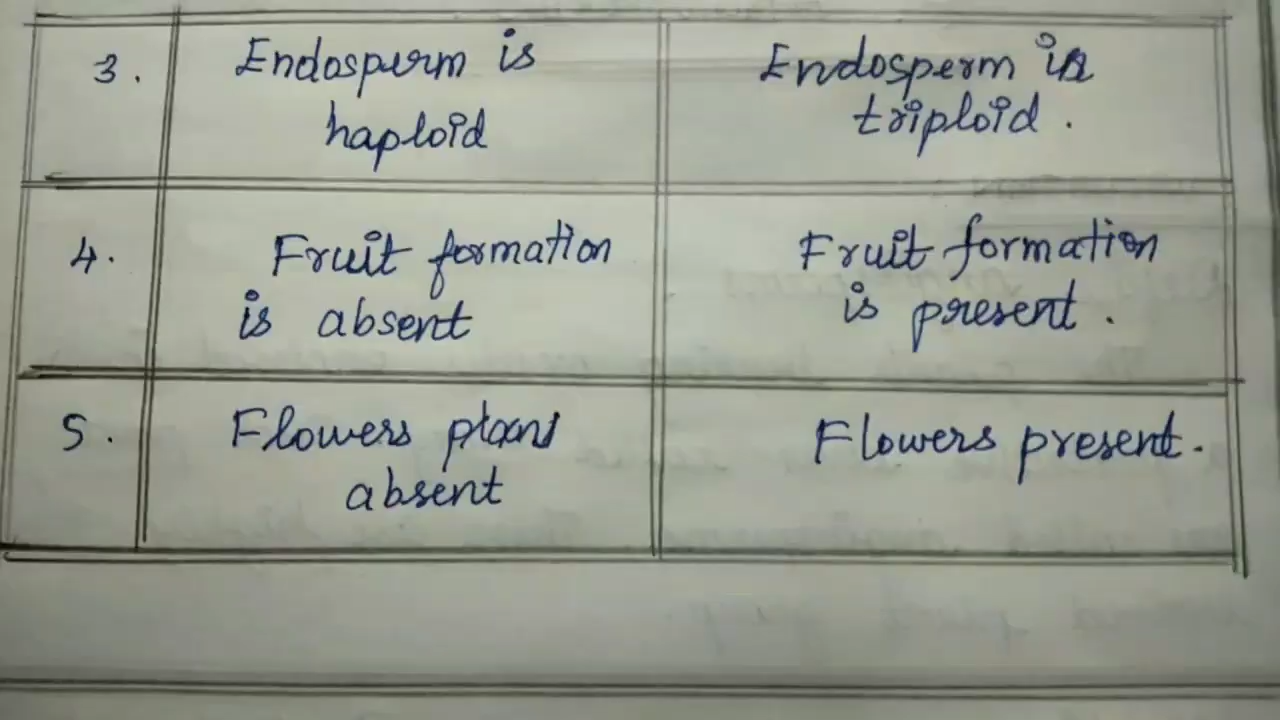 3. Endosperm is haploid Endosperm is triploid.
4. Fruit formation is absent Fruit formation is present.
5. Flowers absent Flowers present.